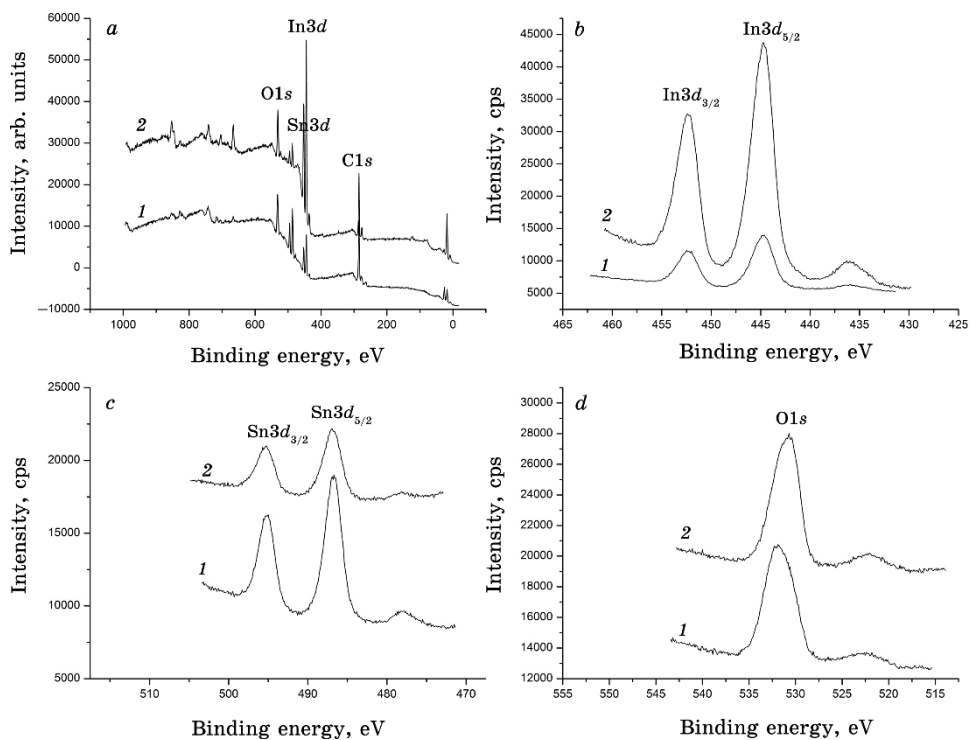 a
In3d
O1s
Sn3d
C1s
2
1
Intensity, arb. units
60000
50000
40000
30000
20000
10000
0
–10000
1000 800 600 400 200 0
Binding energy, eV
b
In3d5/2
In3d3/2
2
1
Intensity, cps
45000
40000
35000
30000
25000
20000
15000
10000
5000
465 460 455 450 445 440 435 430 425
Binding energy, eV
c
Sn3d5/2
Sn3d3/2
2
1
Intensity, cps
25000
20000
15000
10000
5000
510 500 490 480 470
Binding energy, eV
d
O1s
2
1
Intensity, cps
30000
28000
26000
24000
22000
20000
18000
16000
14000
12000
555 550 545 540 535 530 525 520 515
Binding energy, eV